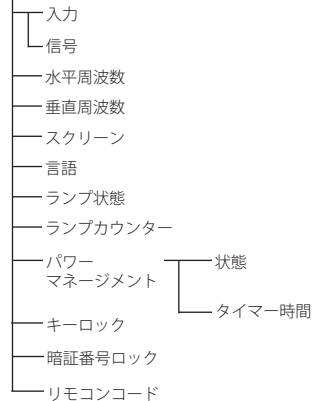 入力
信号
水平周波数
垂直周波数
スクリーン
言語
ランプ状態
ランプカウンター
パワー
マネージメント
状態
タイマー時間
キーロック
暗証番号ロック
リモコンコード